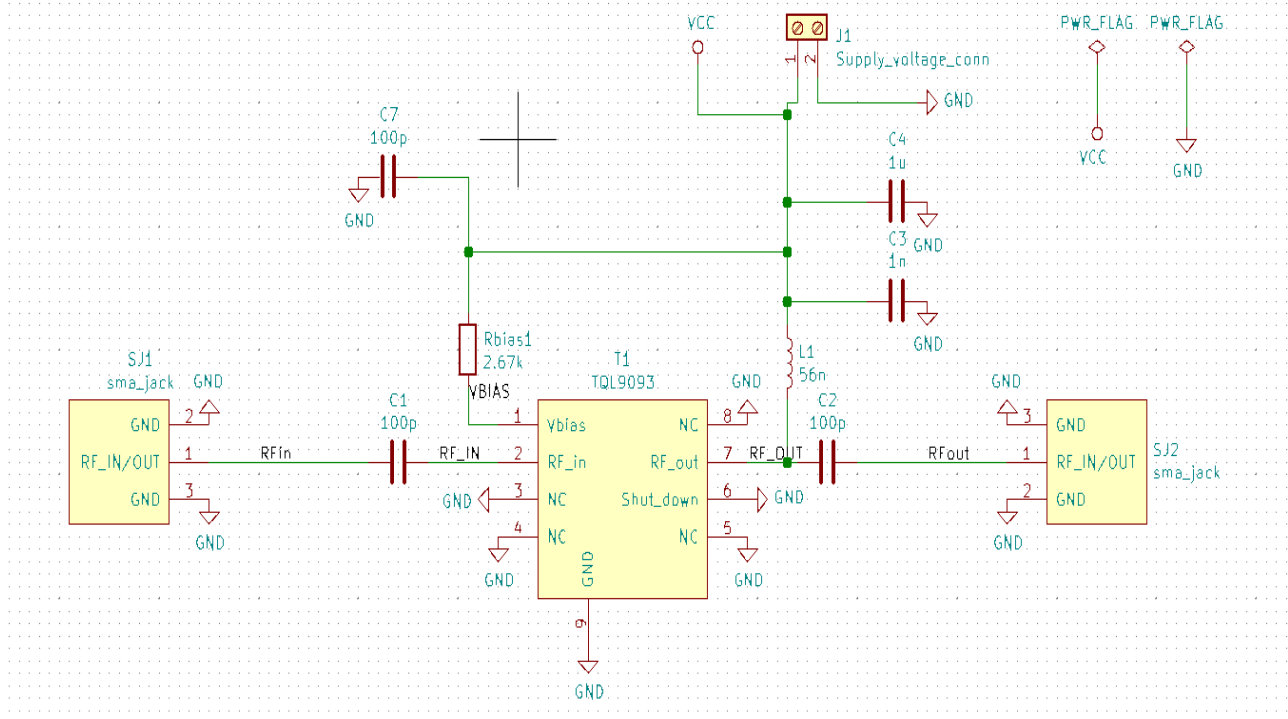 VCC
J1
Supply_voltage_conn
1
2
GND
PWR_FLAG
PWR_FLAG
VCC
GND
C7
100p
GND
C4
1u
GND
C3
1n
GND
Rbias1
2.67k
VBIAS
L1
56n
SJ1
sma_jack
GND
GND
2
RF_IN/OUT
1
GND
3
GND
RFin
C1
100p
RF_IN
T1
TQL9093
1
Vbias
2
RF_in
GND
3
NC
4
NC
GND
GND
9
GND
NC
8
GND
RF_out
7
RF_OUT
Shut_down
6
GND
NC
5
GND
C2
100p
RFout
GND
3
GND
1
RF_IN/OUT
2
GND
GND
SJ2
sma_jack